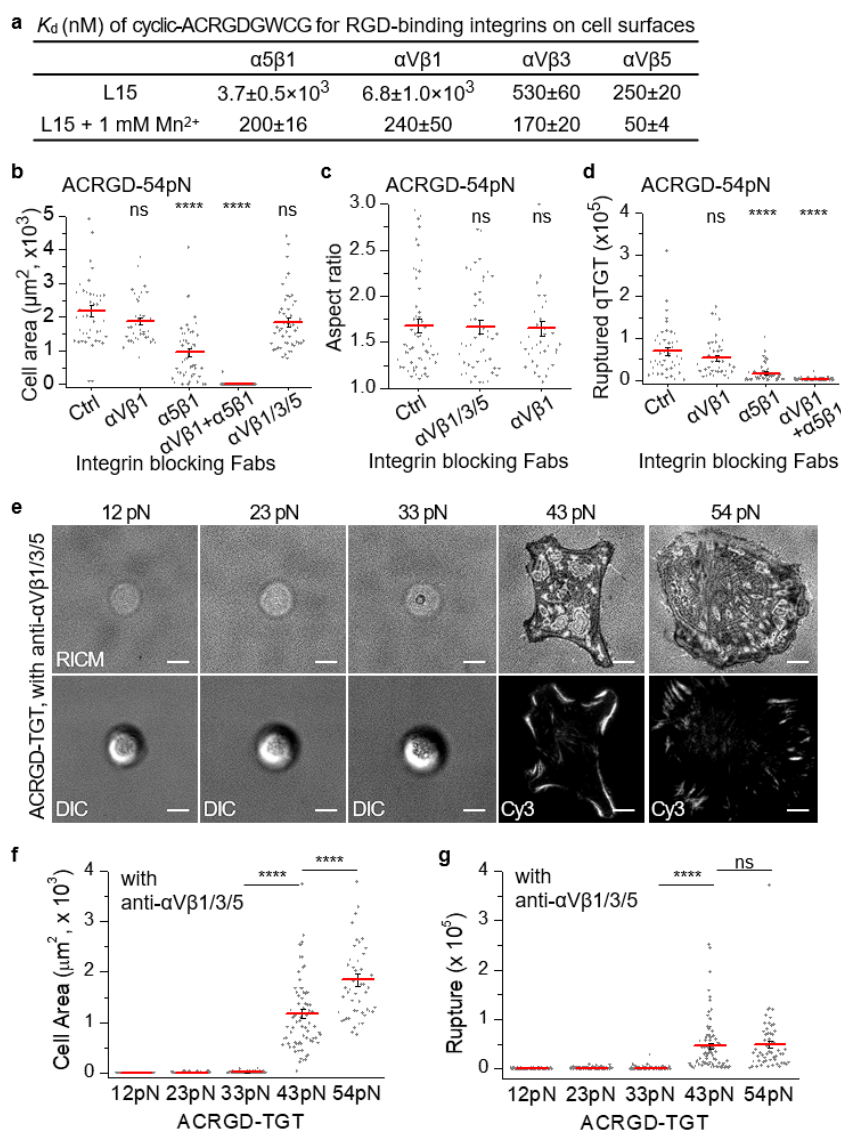 a K_d (nM) of cyclic-ACRGDGWCG for RGD-binding integrins on cell surfaces
α5β1 αVβ1 αVβ3 αVβ5
L15 3.7±0.5×10³ 6.8±1.0×10³ 530±60 250±20
L15 + 1 mM Mn²⁺ 200±16 240±50 170±20 50±4
b ACRGD-54pN
ns **** **** ns
Cell area (μm², x10³)
5
4
3
2
1
0
Ctrl αVβ1 α5β1 αVβ1+α5β1 αVβ1/3/5
Integrin blocking Fabs
c ACRGD-54pN
ns ns
Aspect ratio
3.0
2.5
2.0
1.5
1.0
Ctrl αVβ1/3/5 αVβ1
Integrin blocking Fabs
d ACRGD-54pN
ns **** ****
Ruptured qTGT (x10⁵)
4
3
2
1
0
Ctrl αVβ1 α5β1 αVβ1
+α5β1
Integrin blocking Fabs
e 12 pN 23 pN 33 pN 43 pN 54 pN
ACRGD-TGT, with anti-αVβ1/3/5
RICM
DIC DIC DIC Cy3 Cy3
f
with
anti-αVβ1/3/5
**** ****
Cell Area (μm², x 10³)
4
3
2
1
0
12pN 23pN 33pN 43pN 54pN
ACRGD-TGT
g
with
anti-αVβ1/3/5
**** ns
Rupture (x 10⁵)
4
3
2
1
0
12pN 23pN 33pN 43pN 54pN
ACRGD-TGT